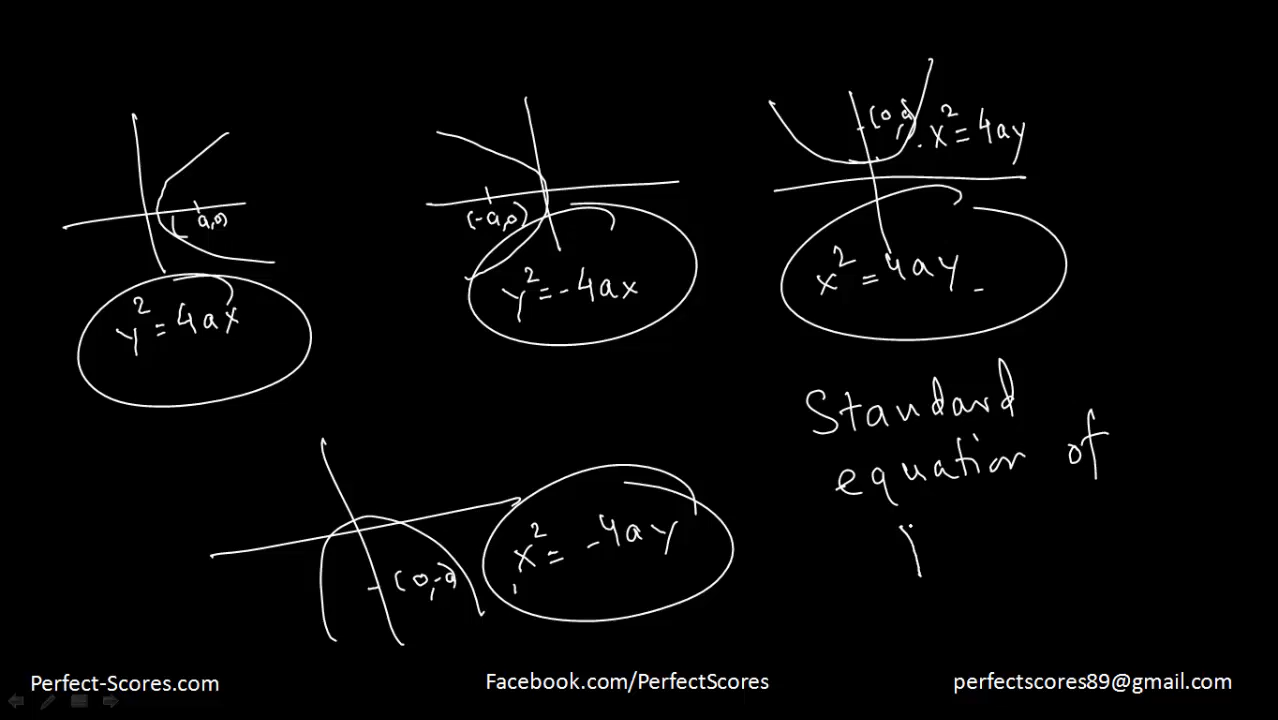 (a,0)
y² = 4ax
(-a,0)
y² = -4ax
(0,a)
x² = 4ay
x² = 4ay
(0,-a)
x² = -4ay
Standard
equation of
Perfect-Scores.com
Facebook.com/PerfectScores
perfectscores89@gmail.com